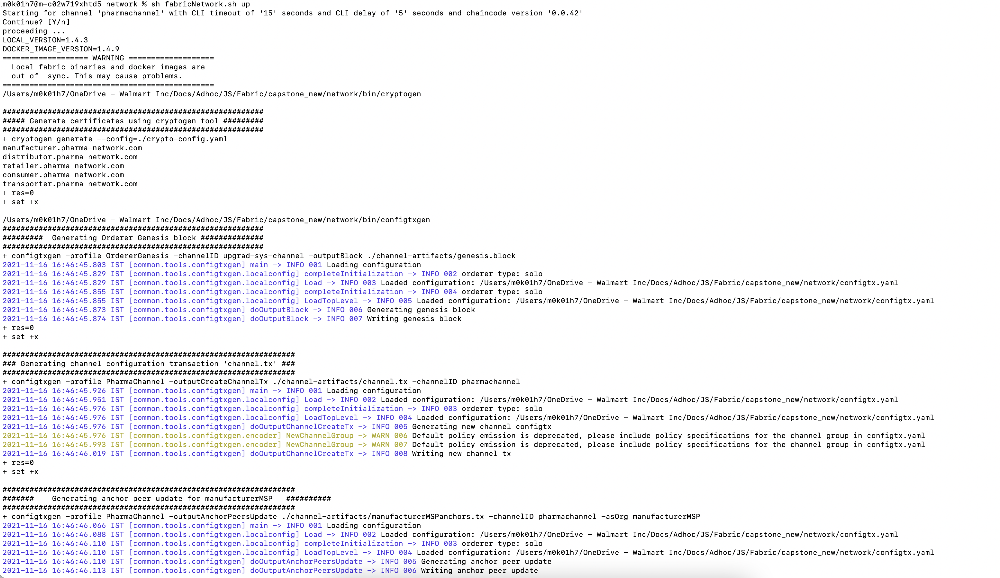 [m0k01h7@m-c02w719xhtd5 network % sh fabricNetwork.sh up
Starting for channel 'pharmachannel' with CLI timeout of '15' seconds and CLI delay of '5' seconds and chaincode version '0.0.42'
Continue? [Y/n]
proceeding ...
LOCAL_VERSION=1.4.3
DOCKER_IMAGE_VERSION=1.4.9
=================== WARNING ===================
  Local fabric binaries and docker images are
  out of  sync. This may cause problems.
===============================================
/Users/m0k01h7/OneDrive - Walmart Inc/Docs/Adhoc/JS/Fabric/capstone_new/network/bin/cryptogen

##########################################################
##### Generate certificates using cryptogen tool #########
##########################################################
+ cryptogen generate --config=./crypto-config.yaml
manufacturer.pharma-network.com
distributor.pharma-network.com
retailer.pharma-network.com
consumer.pharma-network.com
transporter.pharma-network.com
+ res=0
+ set +x

/Users/m0k01h7/OneDrive - Walmart Inc/Docs/Adhoc/JS/Fabric/capstone_new/network/bin/configtxgen
##########################################################
#########  Generating Orderer Genesis block ##############
##########################################################
+ configtxgen -profile OrdererGenesis -channelID upgrad-sys-channel -outputBlock ./channel-artifacts/genesis.block
2021-11-16 16:46:45.803 IST [common.tools.configtxgen] main -> INFO 001 Loading configuration
2021-11-16 16:46:45.829 IST [common.tools.configtxgen.localconfig] completeInitialization -> INFO 002 orderer type: solo
2021-11-16 16:46:45.829 IST [common.tools.configtxgen.localconfig] Load -> INFO 003 Loaded configuration: /Users/m0k01h7/OneDrive - Walmart Inc/Docs/Adhoc/JS/Fabric/capstone_new/network/configtx.yaml
2021-11-16 16:46:45.855 IST [common.tools.configtxgen.localconfig] completeInitialization -> INFO 004 orderer type: solo
2021-11-16 16:46:45.855 IST [common.tools.configtxgen.localconfig] LoadTopLevel -> INFO 005 Loaded configuration: /Users/m0k01h7/OneDrive - Walmart Inc/Docs/Adhoc/JS/Fabric/capstone_new/network/configtx.yaml
2021-11-16 16:46:45.873 IST [common.tools.configtxgen] doOutputBlock -> INFO 006 Generating genesis block
2021-11-16 16:46:45.874 IST [common.tools.configtxgen] doOutputBlock -> INFO 007 Writing genesis block
+ res=0
+ set +x

#################################################################
### Generating channel configuration transaction 'channel.tx' ###
#################################################################
+ configtxgen -profile PharmaChannel -outputCreateChannelTx ./channel-artifacts/channel.tx -channelID pharmachannel
2021-11-16 16:46:45.926 IST [common.tools.configtxgen] main -> INFO 001 Loading configuration
2021-11-16 16:46:45.951 IST [common.tools.configtxgen.localconfig] Load -> INFO 002 Loaded configuration: /Users/m0k01h7/OneDrive - Walmart Inc/Docs/Adhoc/JS/Fabric/capstone_new/network/configtx.yaml
2021-11-16 16:46:45.976 IST [common.tools.configtxgen.localconfig] completeInitialization -> INFO 003 orderer type: solo
2021-11-16 16:46:45.976 IST [common.tools.configtxgen.localconfig] LoadTopLevel -> INFO 004 Loaded configuration: /Users/m0k01h7/OneDrive - Walmart Inc/Docs/Adhoc/JS/Fabric/capstone_new/network/configtx.yaml
2021-11-16 16:46:45.976 IST [common.tools.configtxgen] doOutputChannelCreateTx -> INFO 005 Generating new channel configtx
2021-11-16 16:46:45.976 IST [common.tools.configtxgen.encoder] NewChannelGroup -> WARN 006 Default policy emission is deprecated, please include policy specifications for the channel group in configtx.yaml
2021-11-16 16:46:45.993 IST [common.tools.configtxgen.encoder] NewChannelGroup -> WARN 007 Default policy emission is deprecated, please include policy specifications for the channel group in configtx.yaml
2021-11-16 16:46:46.019 IST [common.tools.configtxgen] doOutputChannelCreateTx -> INFO 008 Writing new channel tx
+ res=0
+ set +x

#################################################################
#######    Generating anchor peer update for manufacturerMSP   ##########
#################################################################
+ configtxgen -profile PharmaChannel -outputAnchorPeersUpdate ./channel-artifacts/manufacturerMSPanchors.tx -channelID pharmachannel -asOrg manufacturerMSP
2021-11-16 16:46:46.066 IST [common.tools.configtxgen] main -> INFO 001 Loading configuration
2021-11-16 16:46:46.088 IST [common.tools.configtxgen.localconfig] Load -> INFO 002 Loaded configuration: /Users/m0k01h7/OneDrive - Walmart Inc/Docs/Adhoc/JS/Fabric/capstone_new/network/configtx.yaml
2021-11-16 16:46:46.110 IST [common.tools.configtxgen.localconfig] completeInitialization -> INFO 003 orderer type: solo
2021-11-16 16:46:46.110 IST [common.tools.configtxgen.localconfig] LoadTopLevel -> INFO 004 Loaded configuration: /Users/m0k01h7/OneDrive - Walmart Inc/Docs/Adhoc/JS/Fabric/capstone_new/network/configtx.yaml
2021-11-16 16:46:46.110 IST [common.tools.configtxgen] doOutputAnchorPeersUpdate -> INFO 005 Generating anchor peer update
2021-11-16 16:46:46.113 IST [common.tools.configtxgen] doOutputAnchorPeersUpdate -> INFO 006 Writing anchor peer update